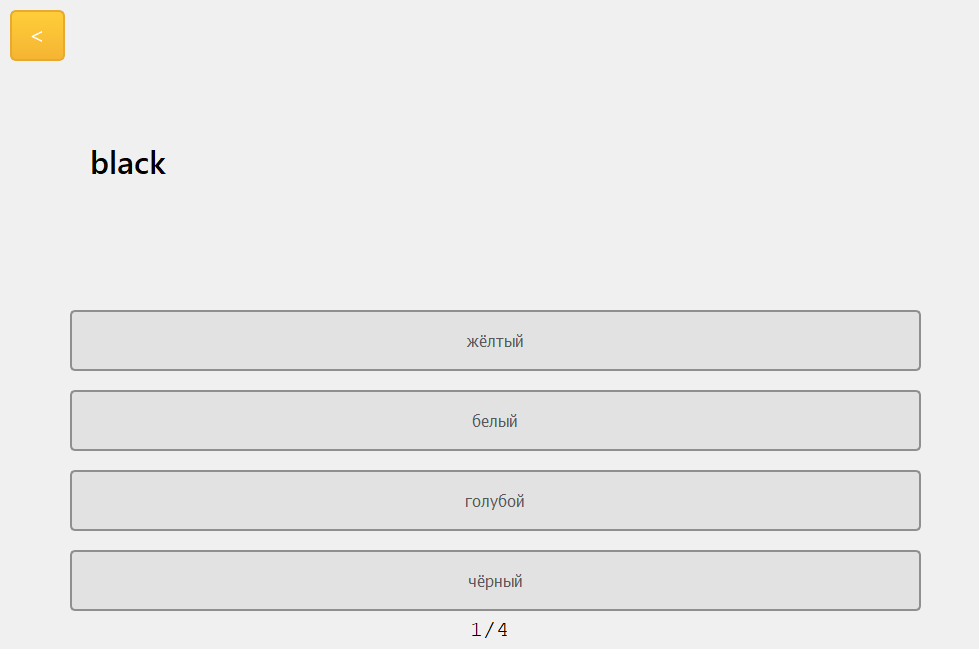 <
black
жёлтый
белый
голубой
чёрный
1/4